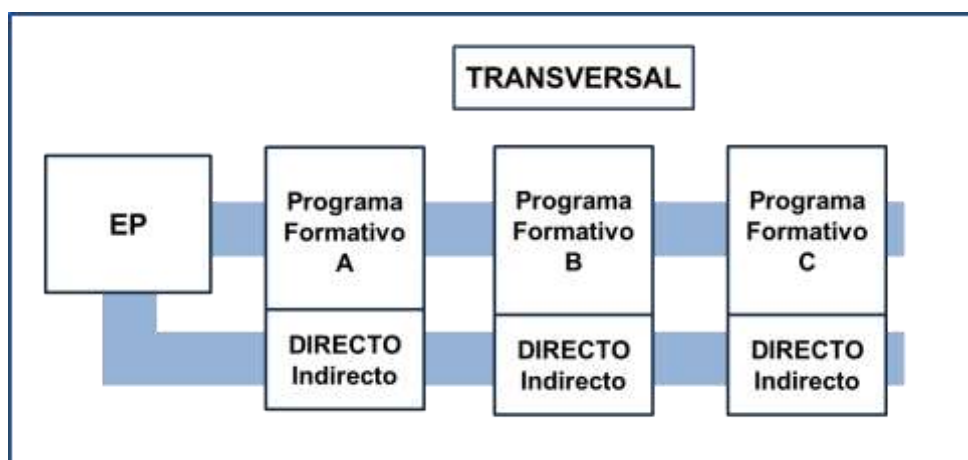 TRANSVERSAL
EP
Programa
Formativo
A
DIRECTO
Indirecto
Programa
Formativo
B
DIRECTO
Indirecto
Programa
Formativo
C
DIRECTO
Indirecto